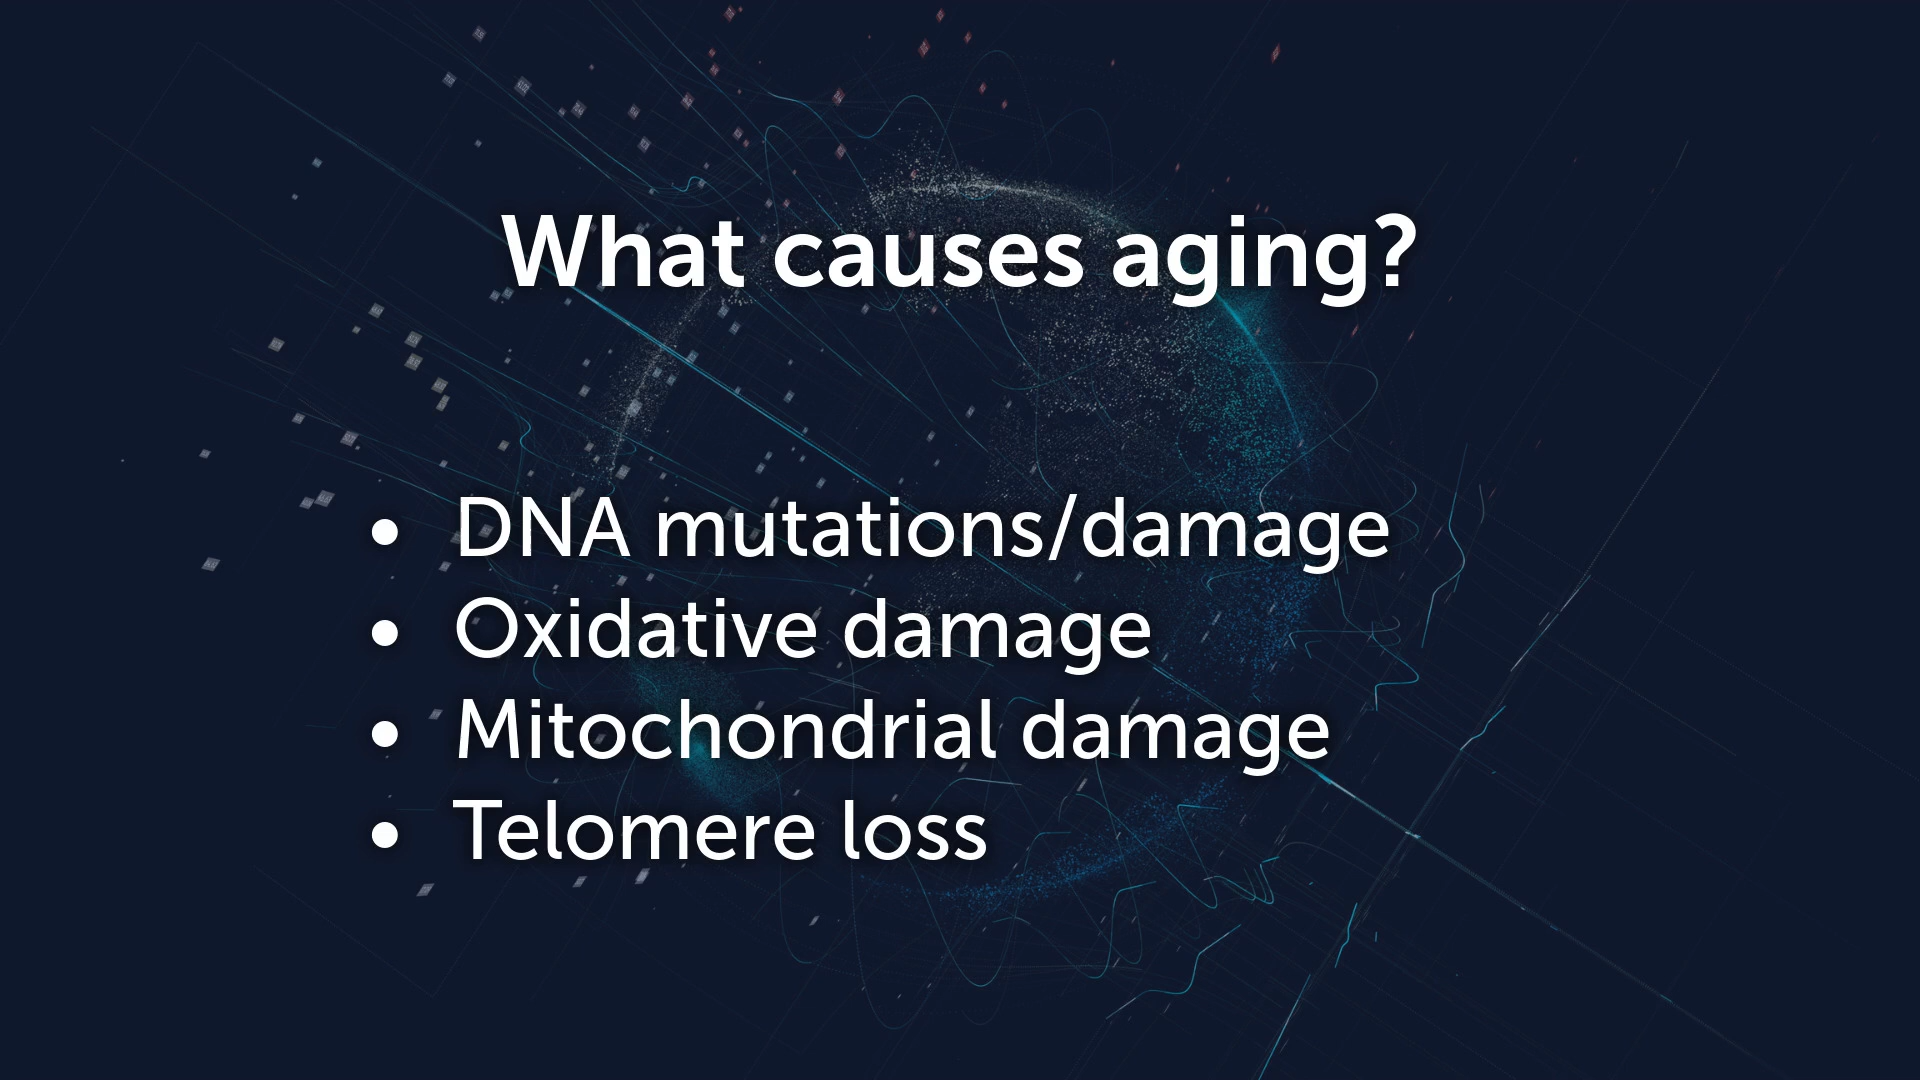 What causes aging?
• DNA mutations/damage
• Oxidative damage
• Mitochondrial damage
• Telomere loss